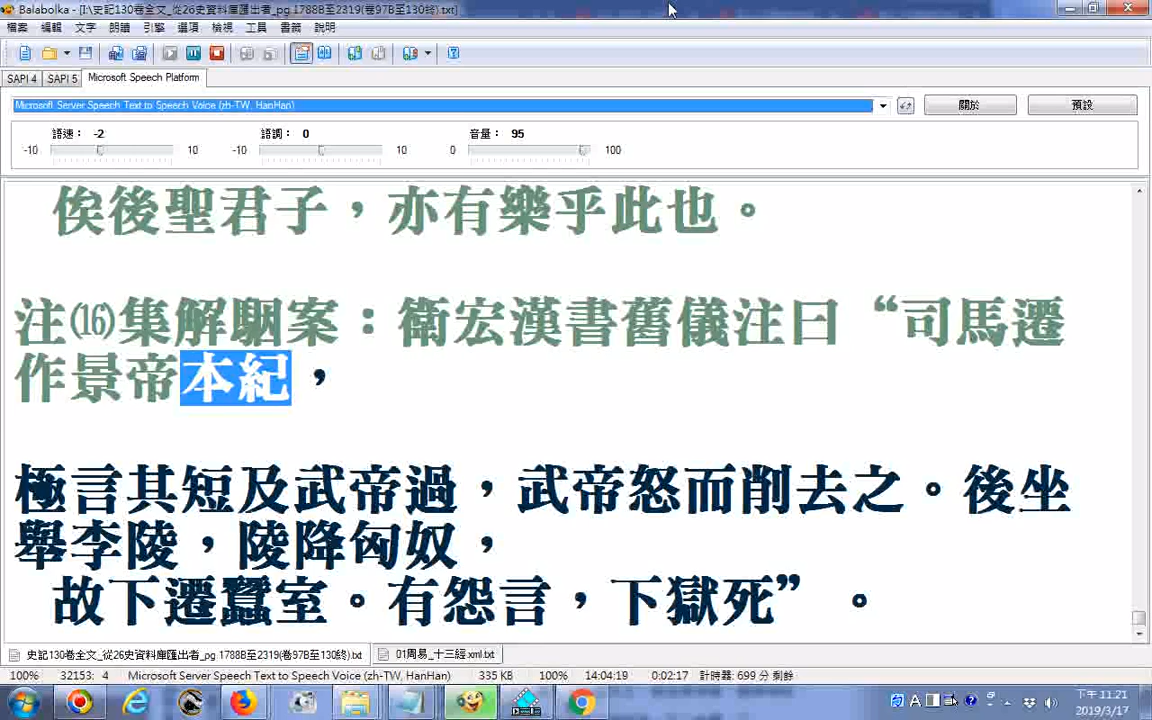 Balabolka - [I:\史記130卷全文_從26史資料庫匯出者_pg 1788B至2319(卷97B至130終).txt]
檔案 編輯 文字 朗讀 引擎 選項 檢視 工具 書籤 說明
SAPI 4 SAPI 5 Microsoft Speech Platform
Microsoft Server Speech Text to Speech Voice (zh-TW, HanHan) 關於 預設
語速： -2 語調： 0 音量： 95
-10 10 -10 10 0 100
俟後聖君子，亦有樂乎此也。
注⒃集解駰案：衛宏漢書舊儀注曰“司馬遷
作景帝本紀，
極言其短及武帝過，武帝怒而削去之。後坐
舉李陵，陵降匈奴，
故下遷蠶室。有怨言，下獄死”。
史記130卷全文_從26史資料庫匯出者_pg 1788B至2319(卷97B至130終).txt 01周易_十三經.xml.txt
100% 32153: 4 Microsoft Server Speech Text to Speech Voice (zh-TW, HanHan) 335 KB 100% 14:04:19 0:02:17 計時器: 699 分 剩餘
下午 11:21
2019/3/17